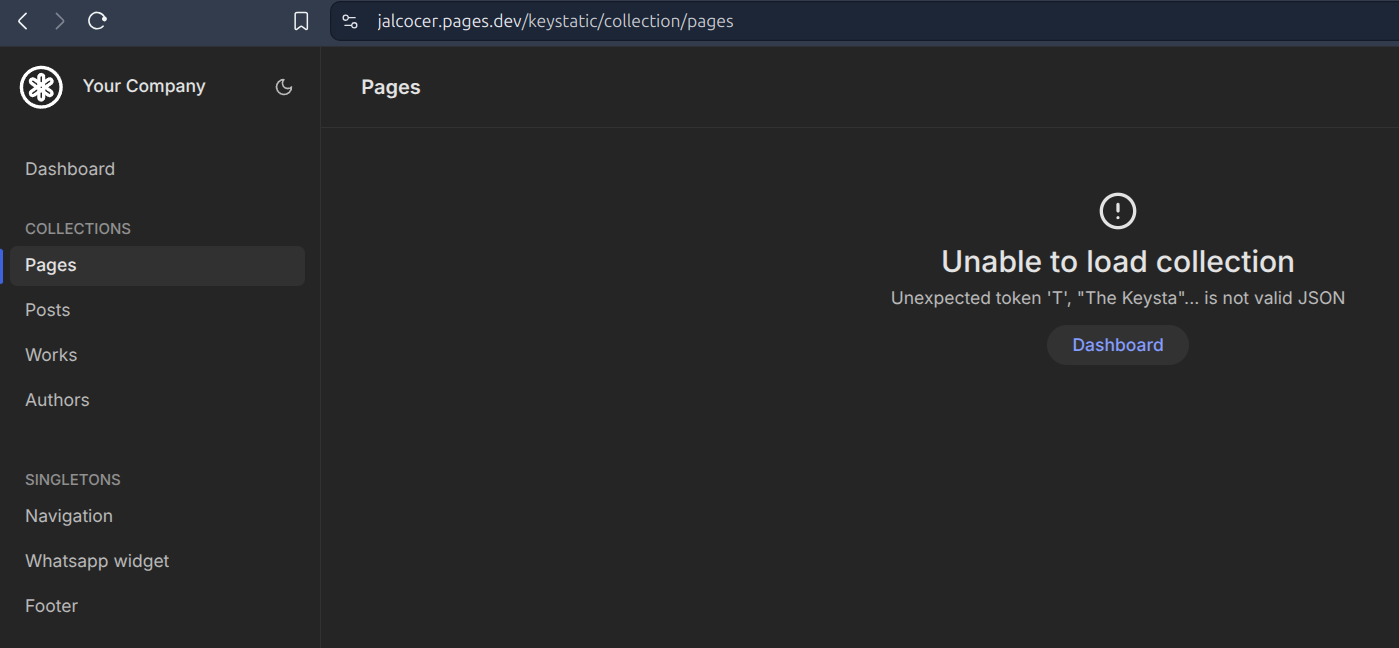 jalcocer.pages.dev/keystatic/collection/pages
Your Company
Pages
Dashboard
COLLECTIONS
Pages
Posts
Works
Authors
SINGLETONS
Navigation
Whatsapp widget
Footer
Unable to load collection
Unexpected token 'T', "The Keysta"... is not valid JSON
Dashboard